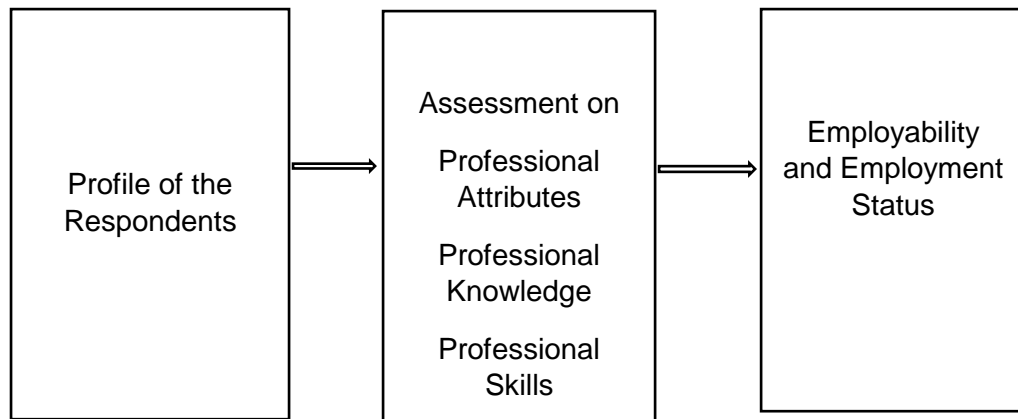 Profile of the
Respondents
Assessment on
Professional
Attributes
Professional
Knowledge
Professional
Skills
Employability
and Employment
Status